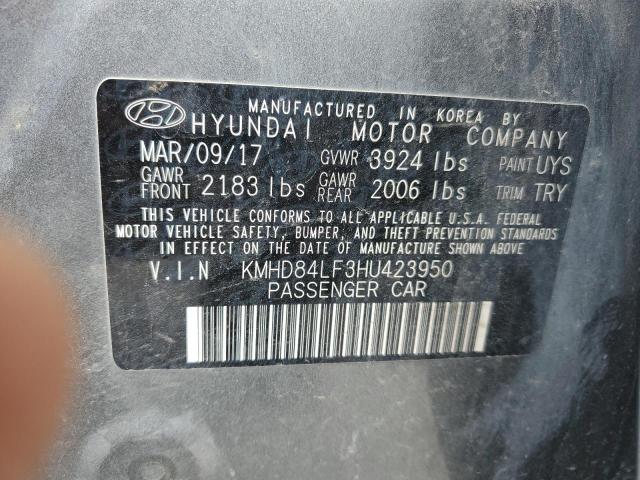 MANUFACTURED IN KOREA BY
HYUNDAI MOTOR COMPANY
MAR/09/17 GVWR 3924 lbs PAINT UYS
GAWR FRONT 2183 lbs GAWR REAR 2006 lbs TRIM TRY
THIS VEHICLE CONFORMS TO ALL APPLICABLE U.S.A. FEDERAL
MOTOR VEHICLE SAFETY, BUMPER, AND THEFT PREVENTION STANDARDS
IN EFFECT ON THE DATE OF MANUFACTURE SHOWN ABOVE
V.I.N KMHD84LF3HU423950
PASSENGER CAR